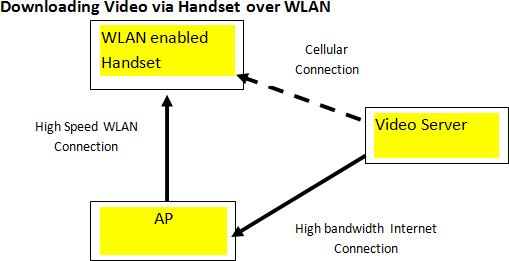 Downloading Video via Handset over WLAN
WLAN enabled
Handset
Cellular
Connection
High Speed WLAN
Connection
Video Server
AP
High bandwidth Internet
Connection